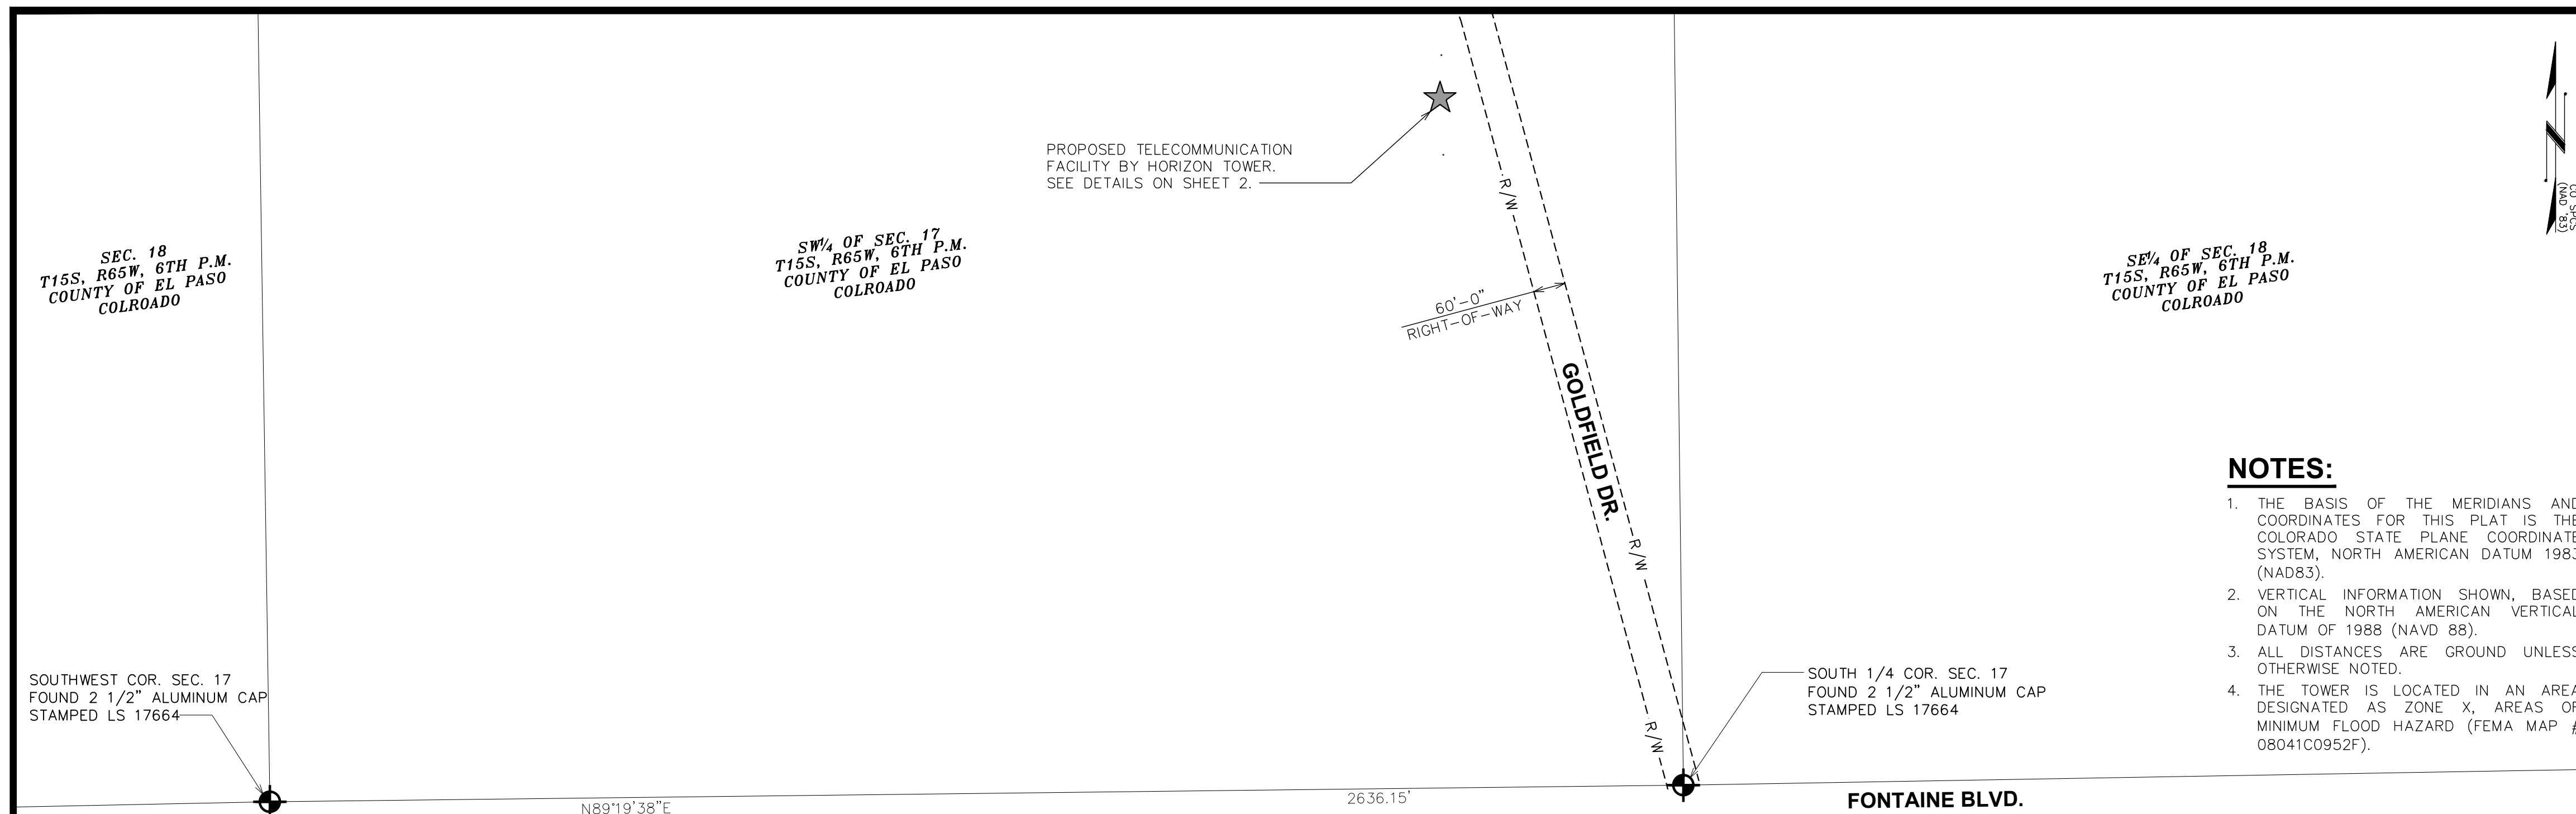 PROPOSED TELECOMMUNICATION
FACILITY BY HORIZON TOWER.
SEE DETAILS ON SHEET 2.
CO SPCS
(NAD '83)
R/W
SEC. 18
T15S, R65W, 6TH P.M.
COUNTY OF EL PASO
COLROADO
SW1/4 OF SEC. 17
T15S, R65W, 6TH P.M.
COUNTY OF EL PASO
COLROADO
SE1/4 OF SEC. 18
T15S, R65W, 6TH P.M.
COUNTY OF EL PASO
COLROADO
60'-0"
RIGHT-OF-WAY
GOLDFIELD DR.
R/W
R/W
NOTES:
1. THE BASIS OF THE MERIDIANS AND
COORDINATES FOR THIS PLAT IS THE
COLORADO STATE PLANE COORDINATE
SYSTEM, NORTH AMERICAN DATUM 1983
(NAD83).
2. VERTICAL INFORMATION SHOWN, BASED
ON THE NORTH AMERICAN VERTICAL
DATUM OF 1988 (NAVD 88).
3. ALL DISTANCES ARE GROUND UNLESS
OTHERWISE NOTED.
4. THE TOWER IS LOCATED IN AN AREA
DESIGNATED AS ZONE X, AREAS OF
MINIMUM FLOOD HAZARD (FEMA MAP #
08041C0952F).
SOUTHWEST COR. SEC. 17
FOUND 2 1/2" ALUMINUM CAP
STAMPED LS 17664
SOUTH 1/4 COR. SEC. 17
FOUND 2 1/2" ALUMINUM CAP
STAMPED LS 17664
N89°19'38"E
2636.15'
FONTAINE BLVD.